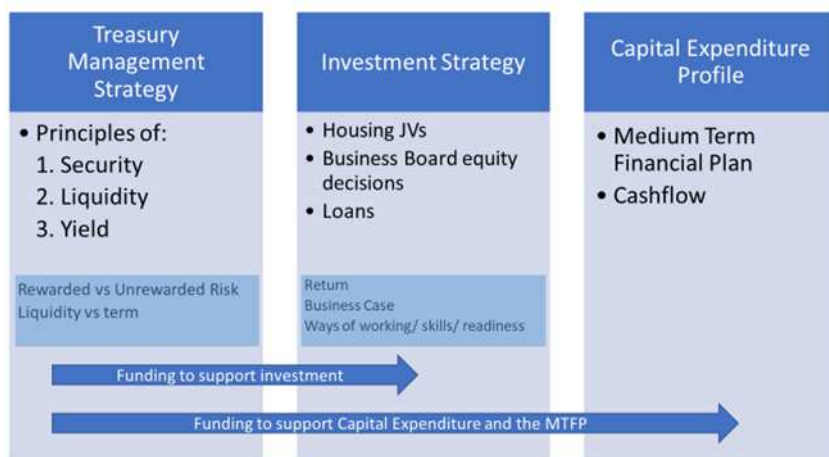 Treasury
Management
Strategy
• Principles of:
1. Security
2. Liquidity
3. Yield
Rewarded vs Unrewarded Risk
Liquidity vs term
Investment Strategy
• Housing JVs
• Business Board equity
decisions
• Loans
Return
Business Case
Ways of working/ skills/ readiness
Capital Expenditure
Profile
• Medium Term
Financial Plan
• Cashflow
Funding to support investment
Funding to support Capital Expenditure and the MTFP